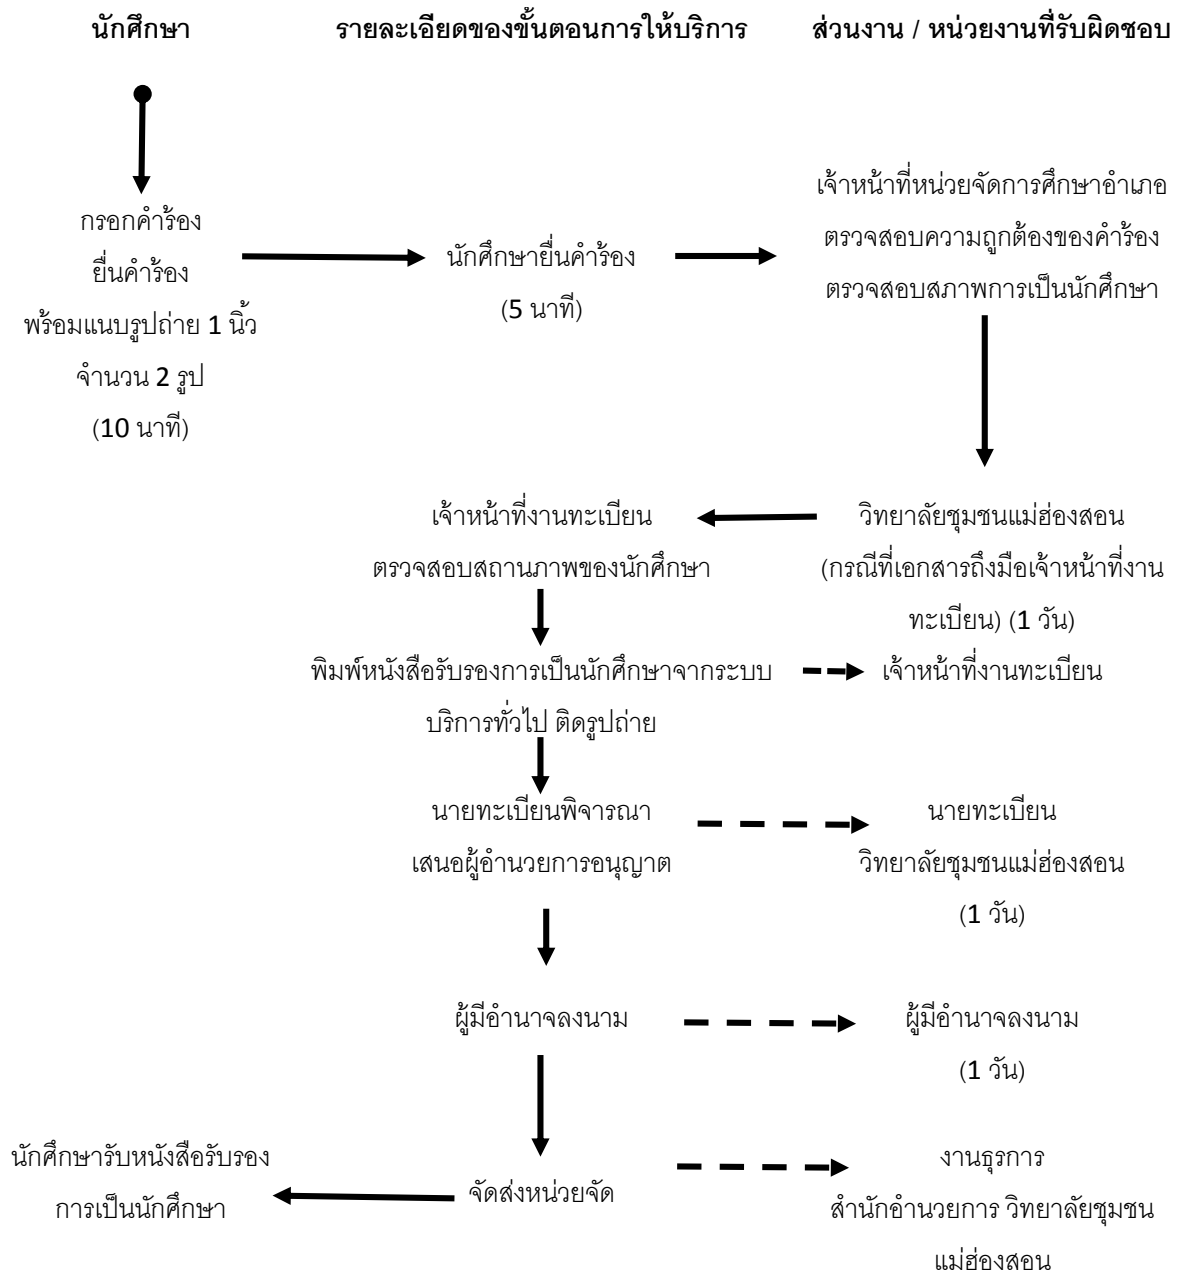 นักศึกษา
รายละเอียดของขั้นตอนการให้บริการ
ส่วนงาน / หน่วยงานที่รับผิดชอบ
กรอกคำร้อง
ยื่นคำร้อง
พร้อมแนบรูปถ่าย 1 นิ้ว
จำนวน 2 รูป
(10 นาที)
นักศึกษายื่นคำร้อง
(5 นาที)
เจ้าหน้าที่หน่วยจัดการศึกษาอำเภอ
ตรวจสอบความถูกต้องของคำร้อง
ตรวจสอบสภาพการเป็นนักศึกษา
วิทยาลัยชุมชนแม่ฮ่องสอน
(กรณีที่เอกสารถึงมือเจ้าหน้าที่งาน
ทะเบียน) (1 วัน)
เจ้าหน้าที่งานทะเบียน
ตรวจสอบสถานภาพของนักศึกษา
พิมพ์หนังสือรับรองการเป็นนักศึกษาจากระบบ
บริการทั่วไป ติดรูปถ่าย
เจ้าหน้าที่งานทะเบียน
นายทะเบียนพิจารณา
เสนอผู้อำนวยการอนุญาต
นายทะเบียน
วิทยาลัยชุมชนแม่ฮ่องสอน
(1 วัน)
ผู้มีอำนาจลงนาม
ผู้มีอำนาจลงนาม
(1 วัน)
จัดส่งหน่วยจัด
งานธุรการ
สำนักอำนวยการ วิทยาลัยชุมชน
แม่ฮ่องสอน
นักศึกษารับหนังสือรับรอง
การเป็นนักศึกษา